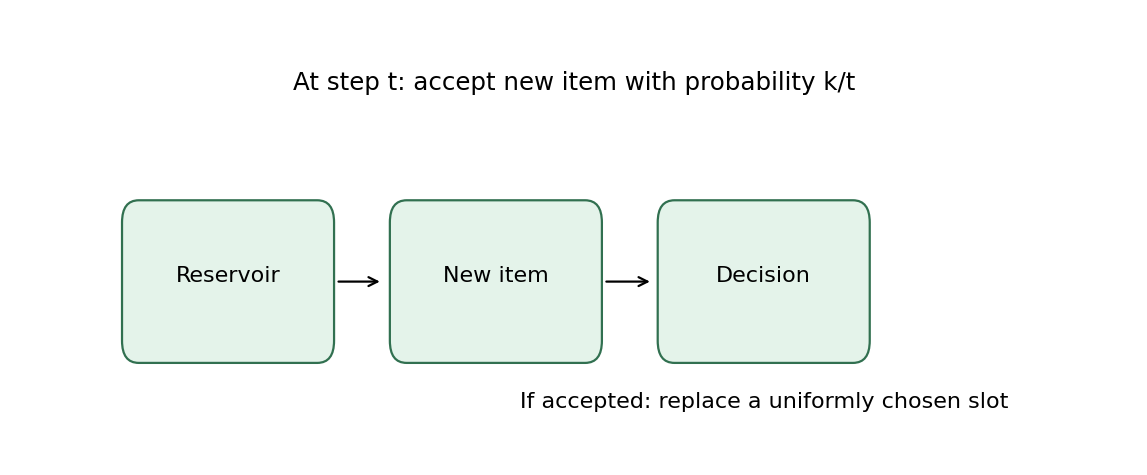 At step t: accept new item with probability k/t
Reservoir
New item
Decision
If accepted: replace a uniformly chosen slot